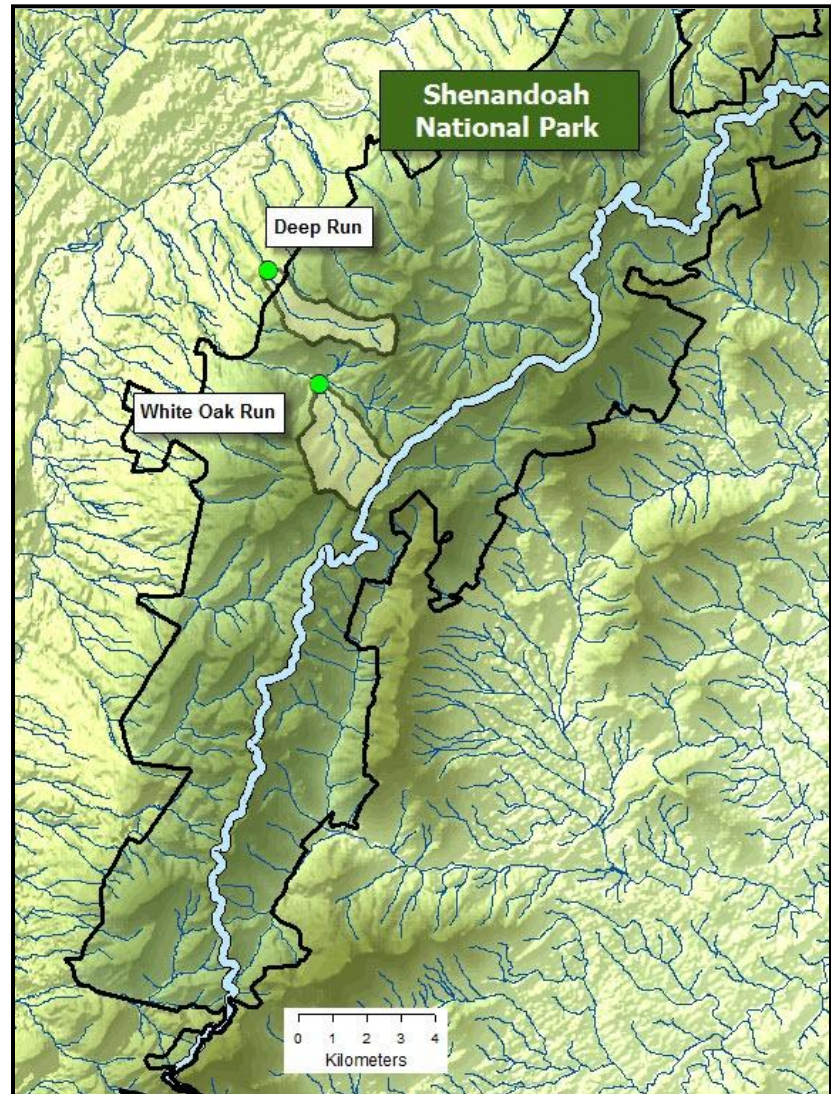 Shenandoah
National Park
Deep Run
White Oak Run
0 1 2 3 4
Kilometers